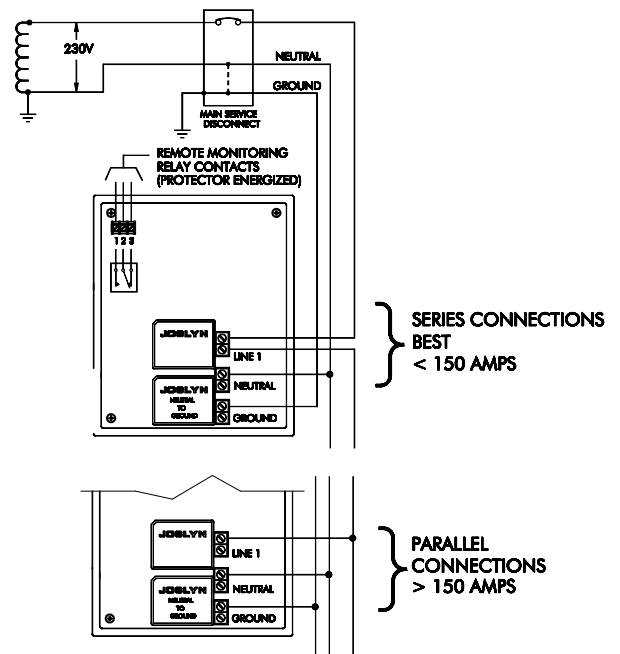 230V
NEUTRAL
GROUND
MAIN SERVICE
DISCONNECT
REMOTE MONITORING
RELAY CONTACTS
(PROTECTOR ENERGIZED)
1 2 3
JOSLYN
LINE 1
JOSLYN
NEUTRAL
TO
GROUND
NEUTRAL
GROUND
SERIES CONNECTIONS
BEST
< 150 AMPS
JOSLYN
LINE 1
JOSLYN
NEUTRAL
TO
GROUND
NEUTRAL
GROUND
PARALLEL
CONNECTIONS
> 150 AMPS